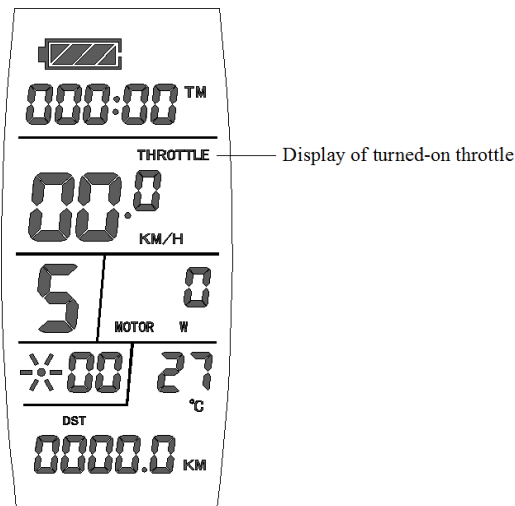 000:00 TM
THROTTLE
Display of turned-on throttle
00.0
KM/H
5
0
MOTOR W
00
27
°C
DST
0000.0 KM